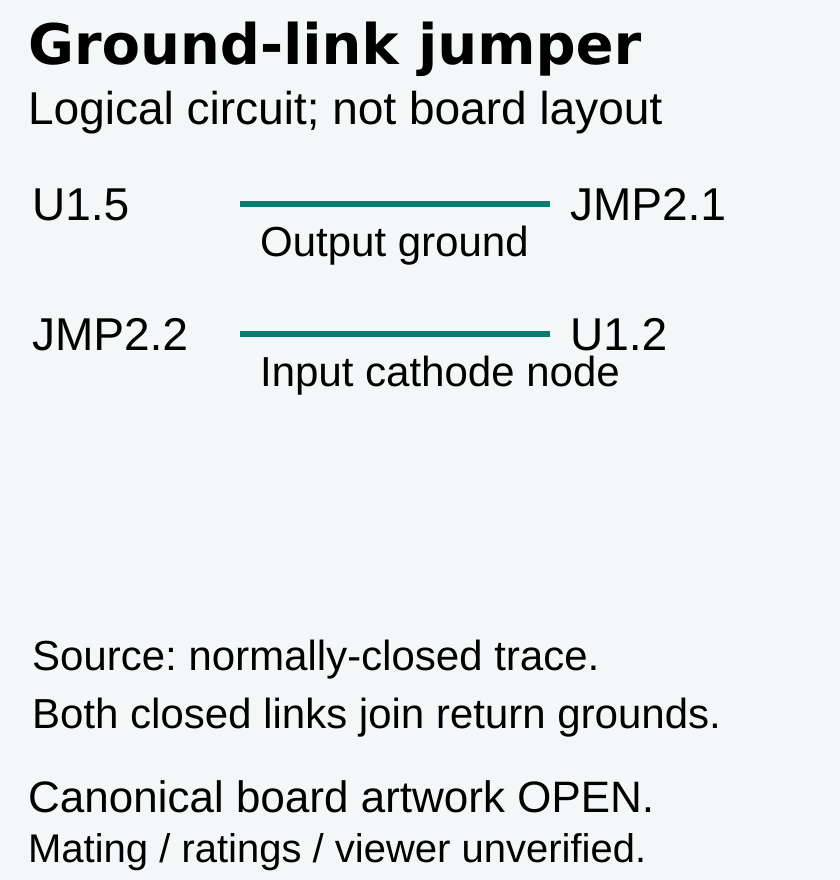 Ground-link jumper
Logical circuit; not board layout
U1.5 JMP2.1
Output ground
JMP2.2 U1.2
Input cathode node
Source: normally-closed trace.
Both closed links join return grounds.
Canonical board artwork OPEN.
Mating / ratings / viewer unverified.